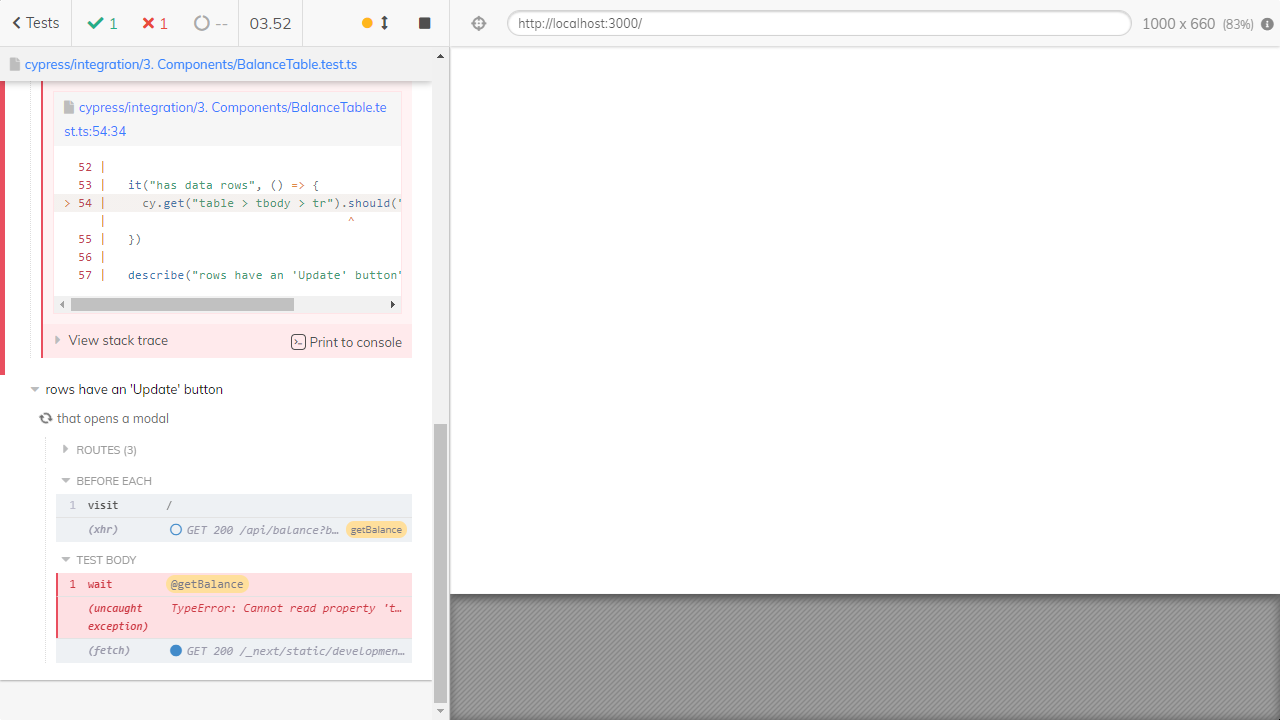 Tests
1
1
--
03.52
http://localhost:3000/
1000 x 660 (83%)
cypress/integration/3. Components/BalanceTable.test.ts
cypress/integration/3. Components/BalanceTable.te
st.ts:54:34
52 |
53 |   it("has data rows", () => {
> 54 |     cy.get("table > tbody > tr").should('
|                                  ^
55 |   })
56 |
57 |   describe("rows have an 'Update' button"
View stack trace
Print to console
rows have an 'Update' button
that opens a modal
ROUTES (3)
BEFORE EACH
1 visit /
(xhr) GET 200 /api/balance?b… getBalance
TEST BODY
1 wait @getBalance
(uncaught exception) TypeError: Cannot read property 't…
(fetch) GET 200 /_next/static/developmen…